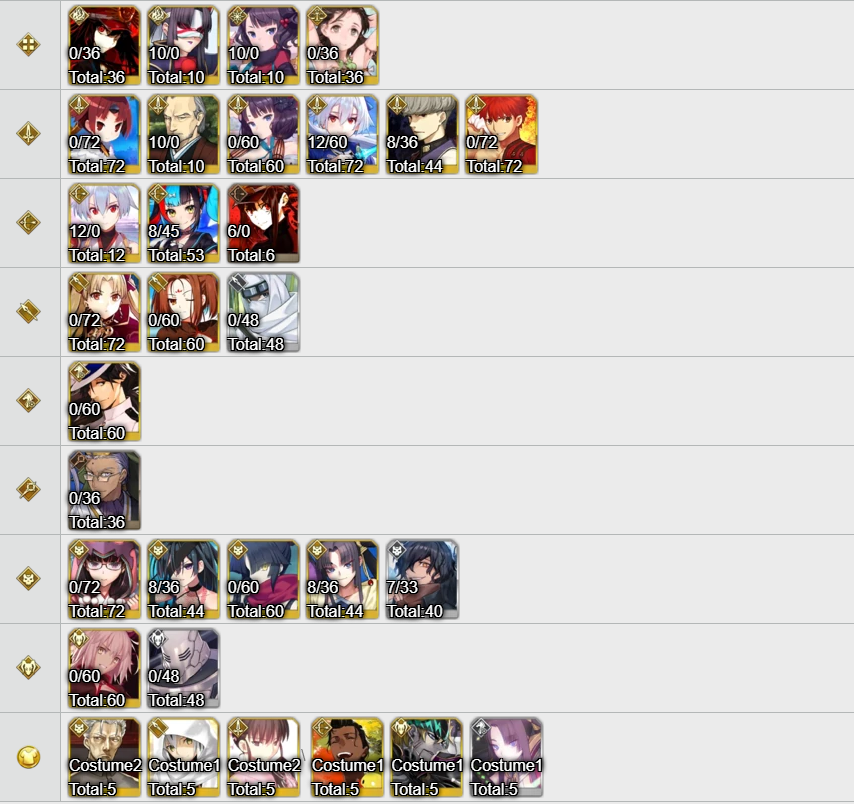 0/36 10/0 10/0 0/36
Total:36 Total:10 Total:10 Total:36
0/72 10/0 0/60 12/60 8/36 0/72
Total:72 Total:10 Total:60 Total:72 Total:44 Total:72
12/0 8/45 6/0
Total:12 Total:53 Total:6
0/72 0/60 0/48
Total:72 Total:60 Total:48
0/60
Total:60
0/36
Total:36
0/72 8/36 0/60 8/36 7/33
Total:72 Total:44 Total:60 Total:44 Total:40
0/60 0/48
Total:60 Total:48
Costume2 Costume1 Costume2 Costume1 Costume1 Costume1
Total:5 Total:5 Total:5 Total:5 Total:5 Total:5